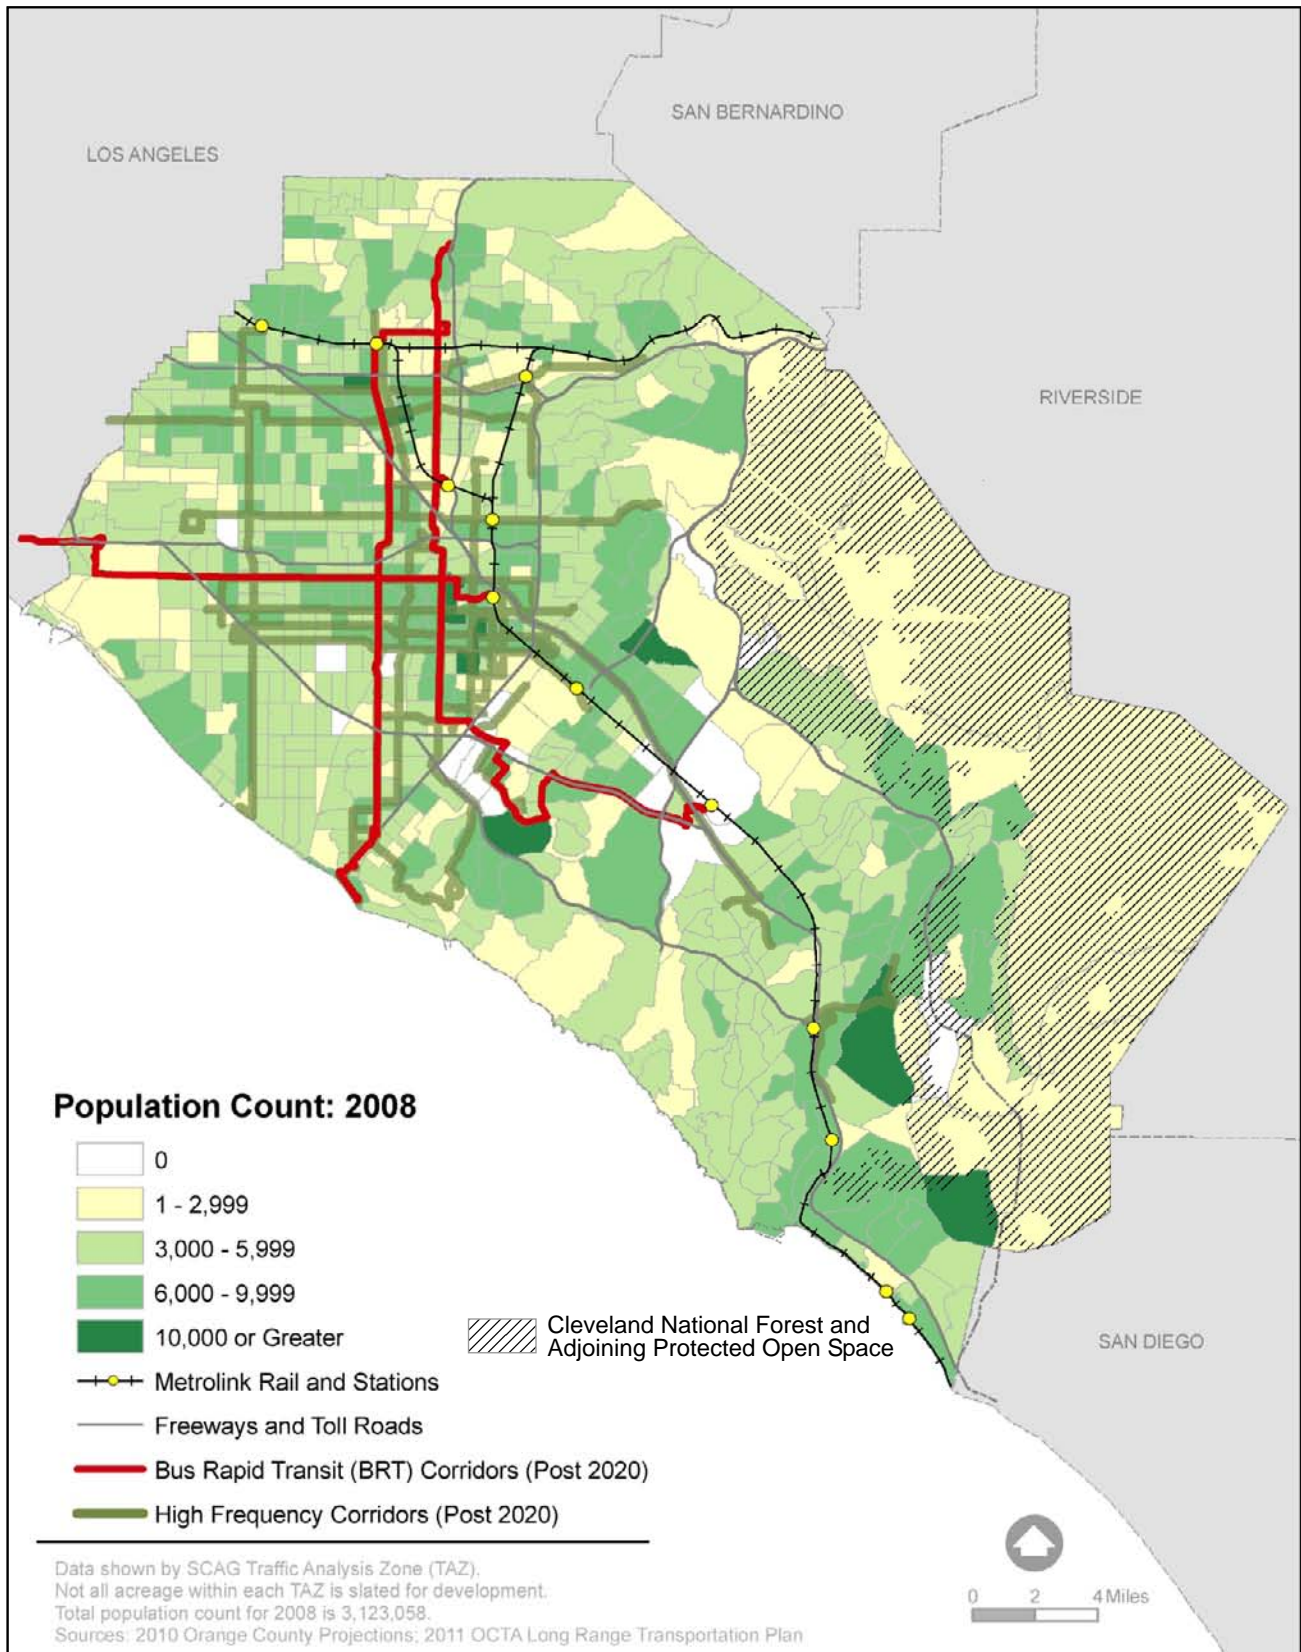 SAN BERNARDINO
LOS ANGELES
RIVERSIDE
Population Count: 2008
0
1 - 2,999
3,000 - 5,999
6,000 - 9,999
10,000 or Greater
Cleveland National Forest and
Adjoining Protected Open Space
SAN DIEGO
Metrolink Rail and Stations
Freeways and Toll Roads
Bus Rapid Transit (BRT) Corridors (Post 2020)
High Frequency Corridors (Post 2020)
Data shown by SCAG Traffic Analysis Zone (TAZ).
Not all acreage within each TAZ is slated for development.
Total population count for 2008 is 3,123,058.
Sources: 2010 Orange County Projections; 2011 OCTA Long Range Transportation Plan
0 2 4 Miles